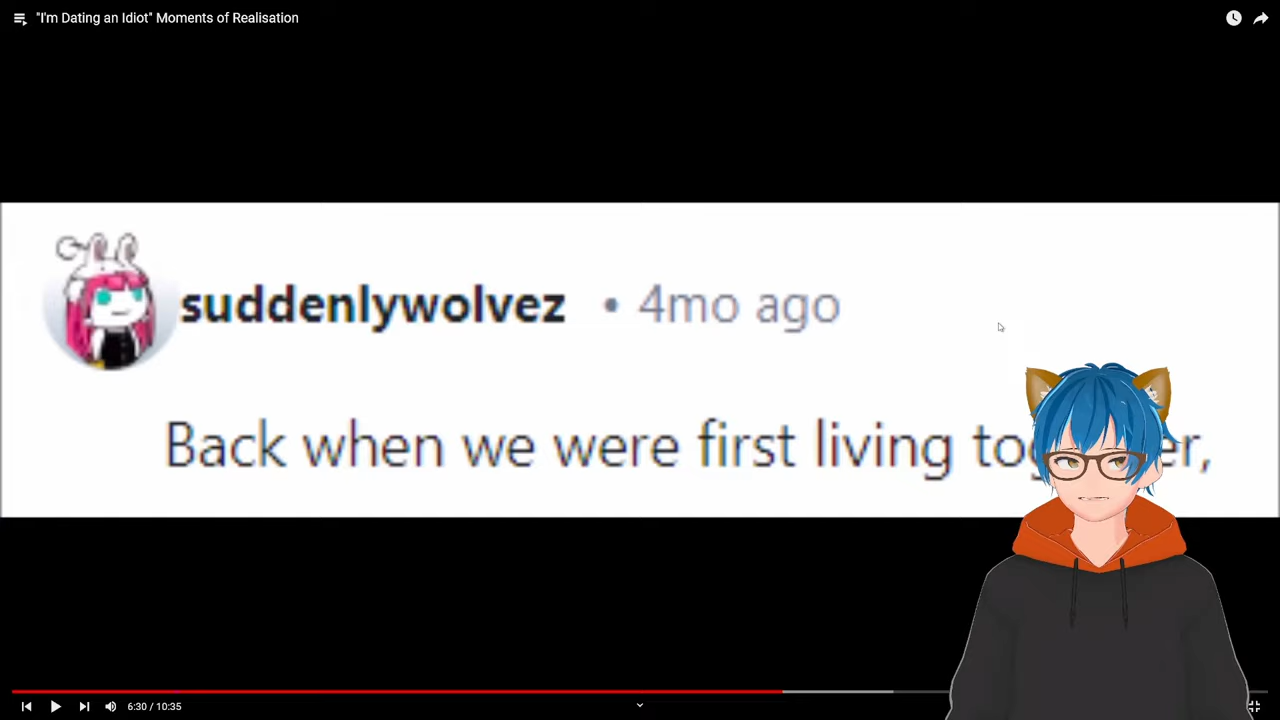 "I'm Dating an Idiot" Moments of Realisation
suddenlywolvez • 4mo ago
Back when we were first living
6:30 / 10:35